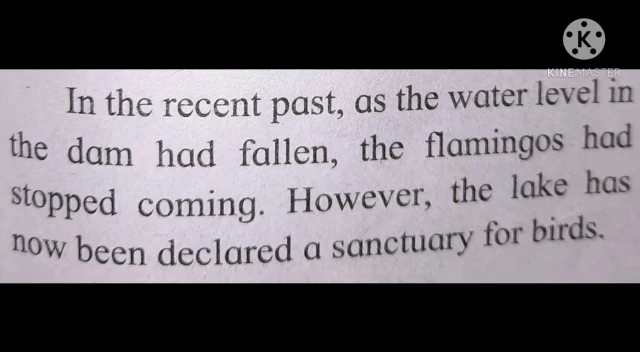 K
KINEMASTER
In the recent past, as the water level in
the dam had fallen, the flamingos had
stopped coming. However, the lake has
now been declared a sanctuary for birds.